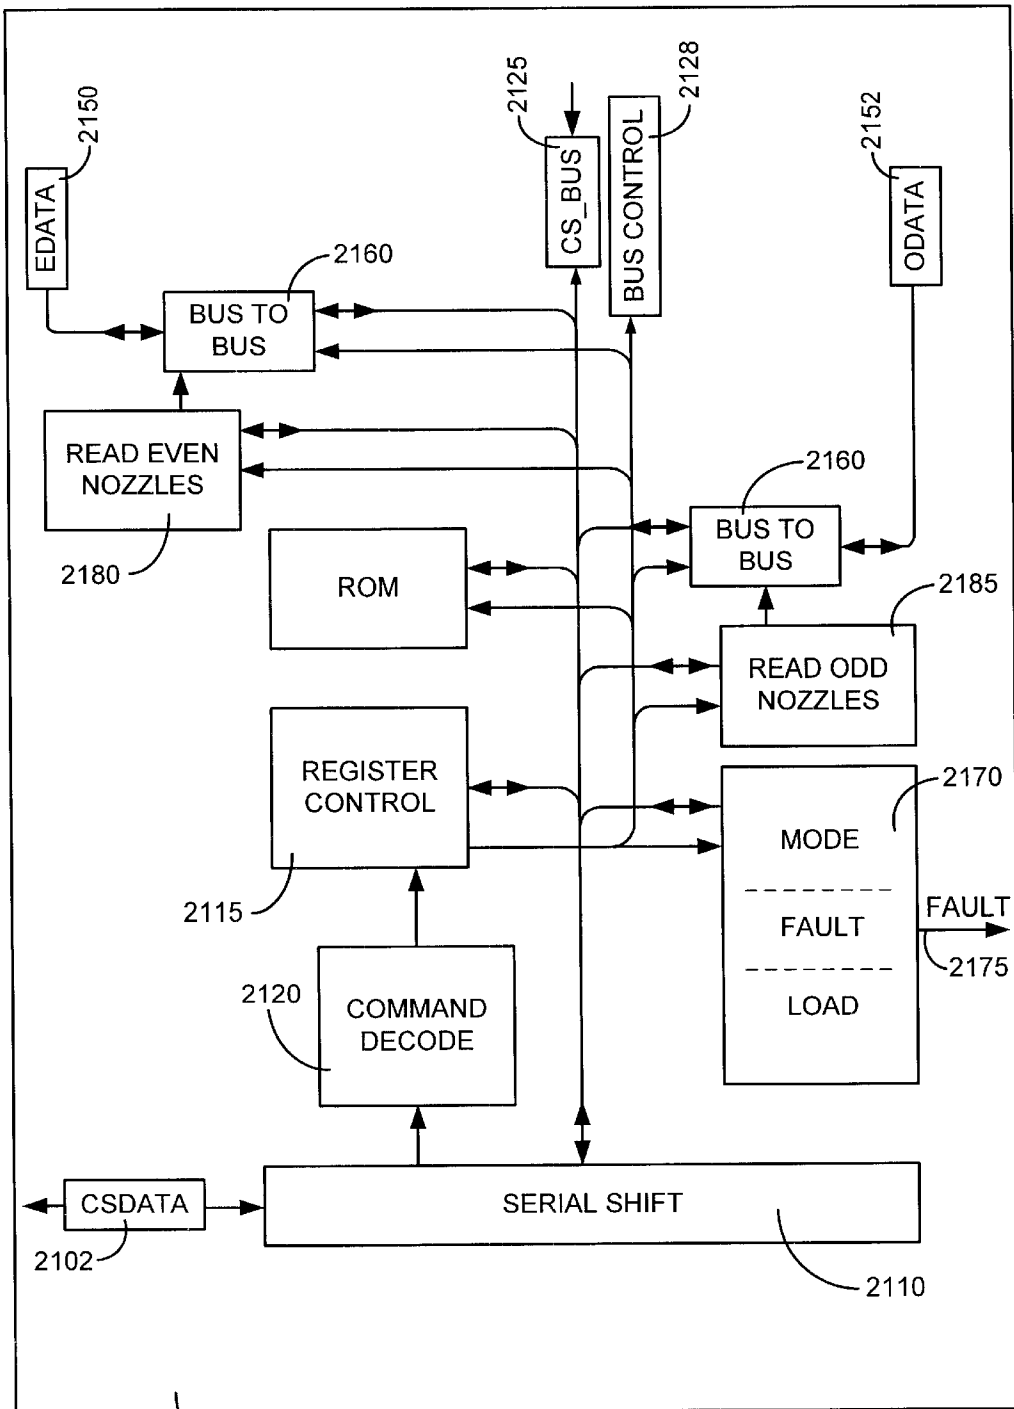 2150
EDATA
2125
CS_BUS
2128
BUS CONTROL
2152
ODATA
2160
BUS TO
BUS
READ EVEN
NOZZLES
2180
2160
BUS TO
BUS
ROM
2185
READ ODD
NOZZLES
REGISTER
CONTROL
2115
2170
MODE
FAULT
LOAD
FAULT
2175
2120
COMMAND
DECODE
CSDATA
2102
SERIAL SHIFT
2110